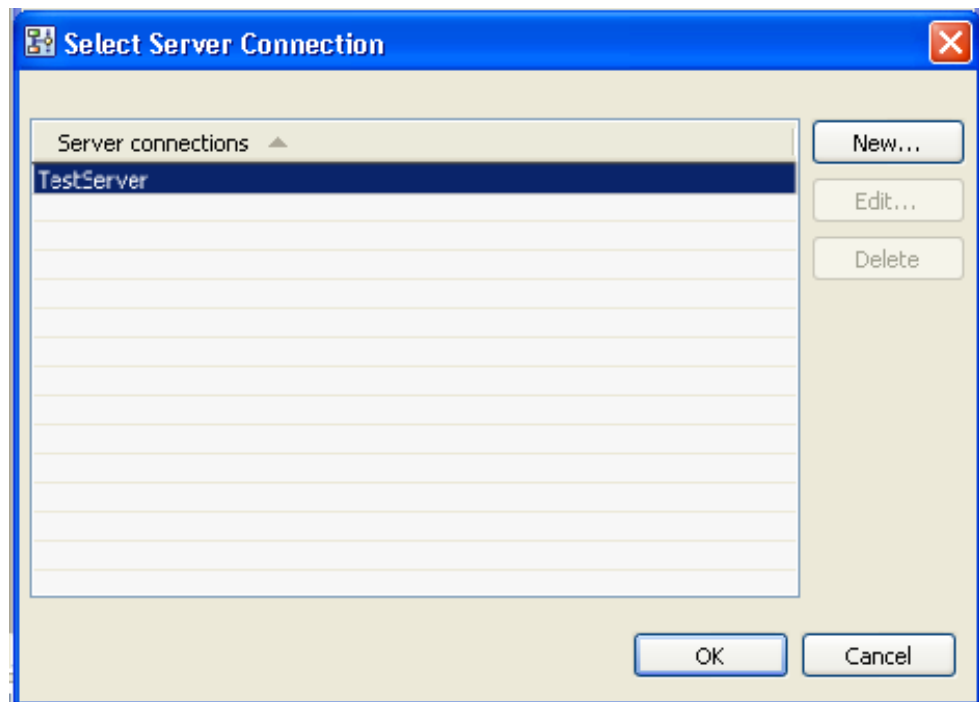 Select Server Connection
Server connections
TestServer
New...
Edit...
Delete
OK
Cancel